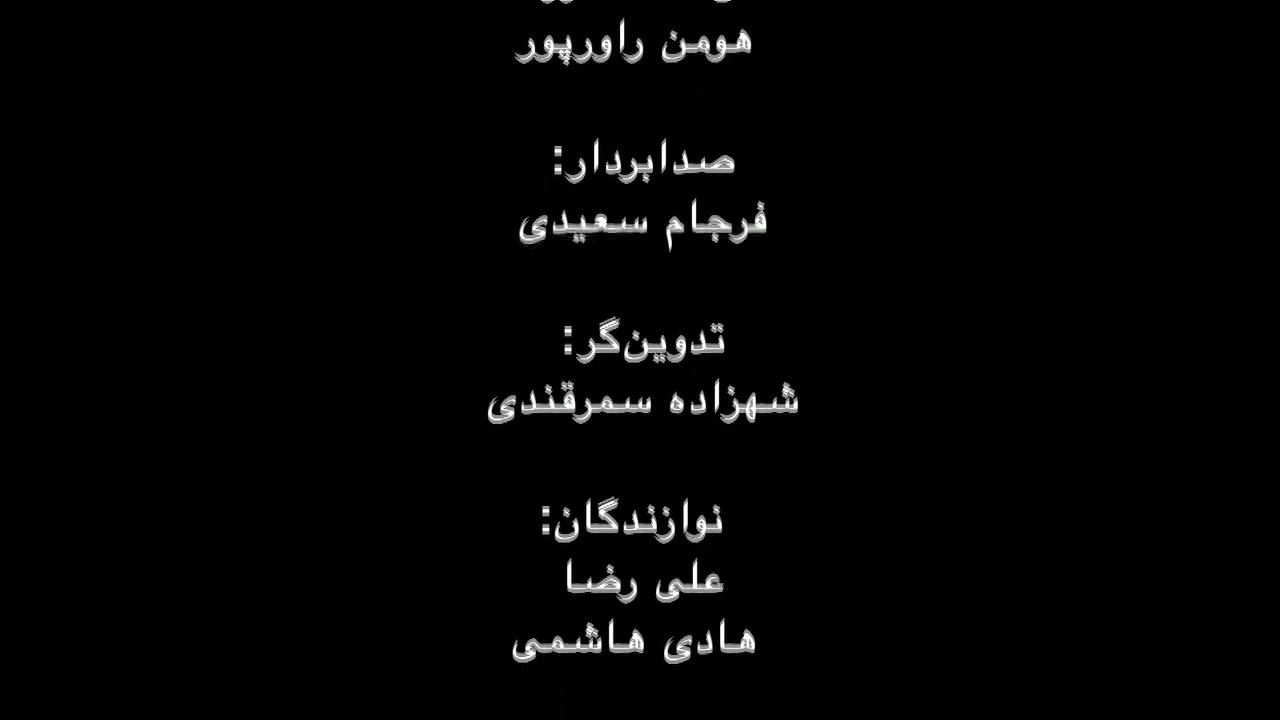 هومن راورپور
صدابردار:
فرجام سعیدی
تدوین‌گر:
شهزاده سمرقندی
نوازندگان:
علی رضا
هادی هاشمی